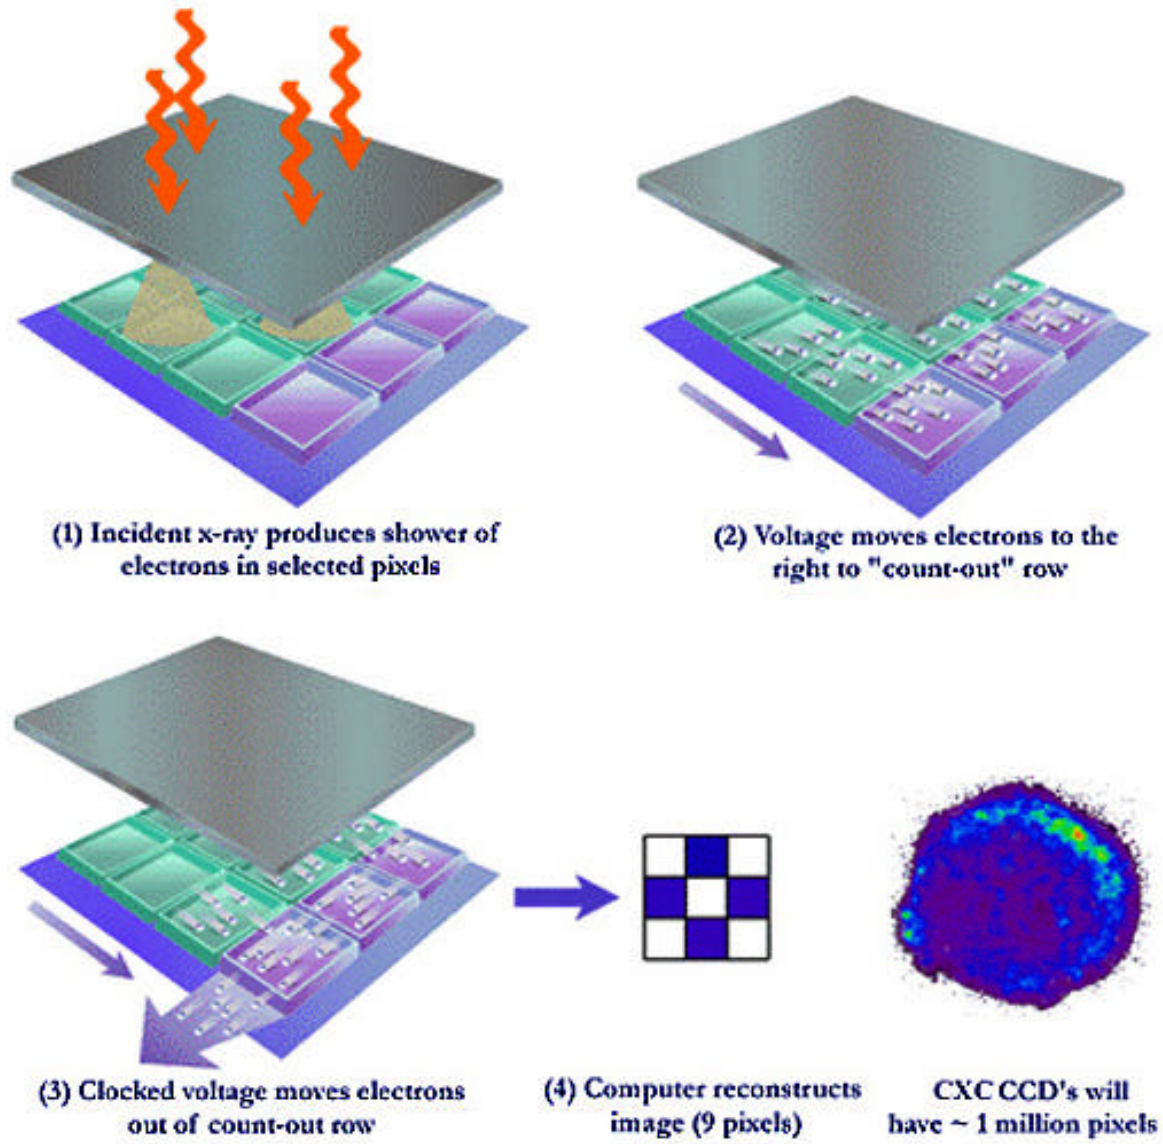 (1) Incident x-ray produces shower of
electrons in selected pixels
(2) Voltage moves electrons to the
right to "count-out" row
(3) Clocked voltage moves electrons
out of count-out row
(4) Computer reconstructs
image (9 pixels)
CXC CCD's will
have ~ 1 million pixels